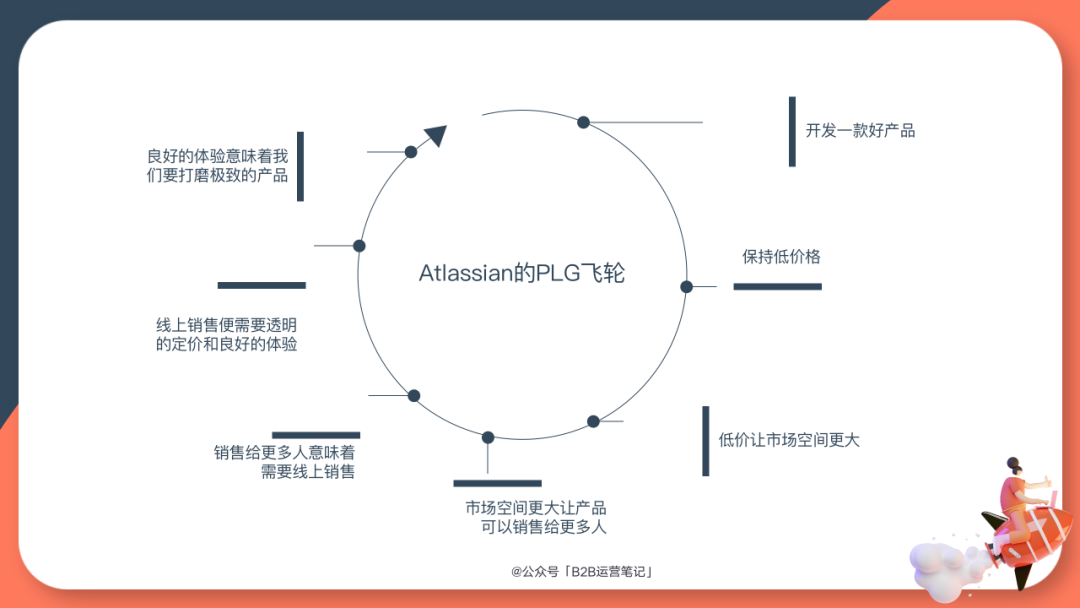 开发一款好产品
保持低价格
低价让市场空间更大
市场空间更大让产品
可以销售给更多人
销售给更多人意味着
需要线上销售
线上销售便需要透明
的定价和良好的体验
良好的体验意味着我
们要打磨极致的产品
Atlassian的PLG飞轮
@公众号「B2B运营笔记」